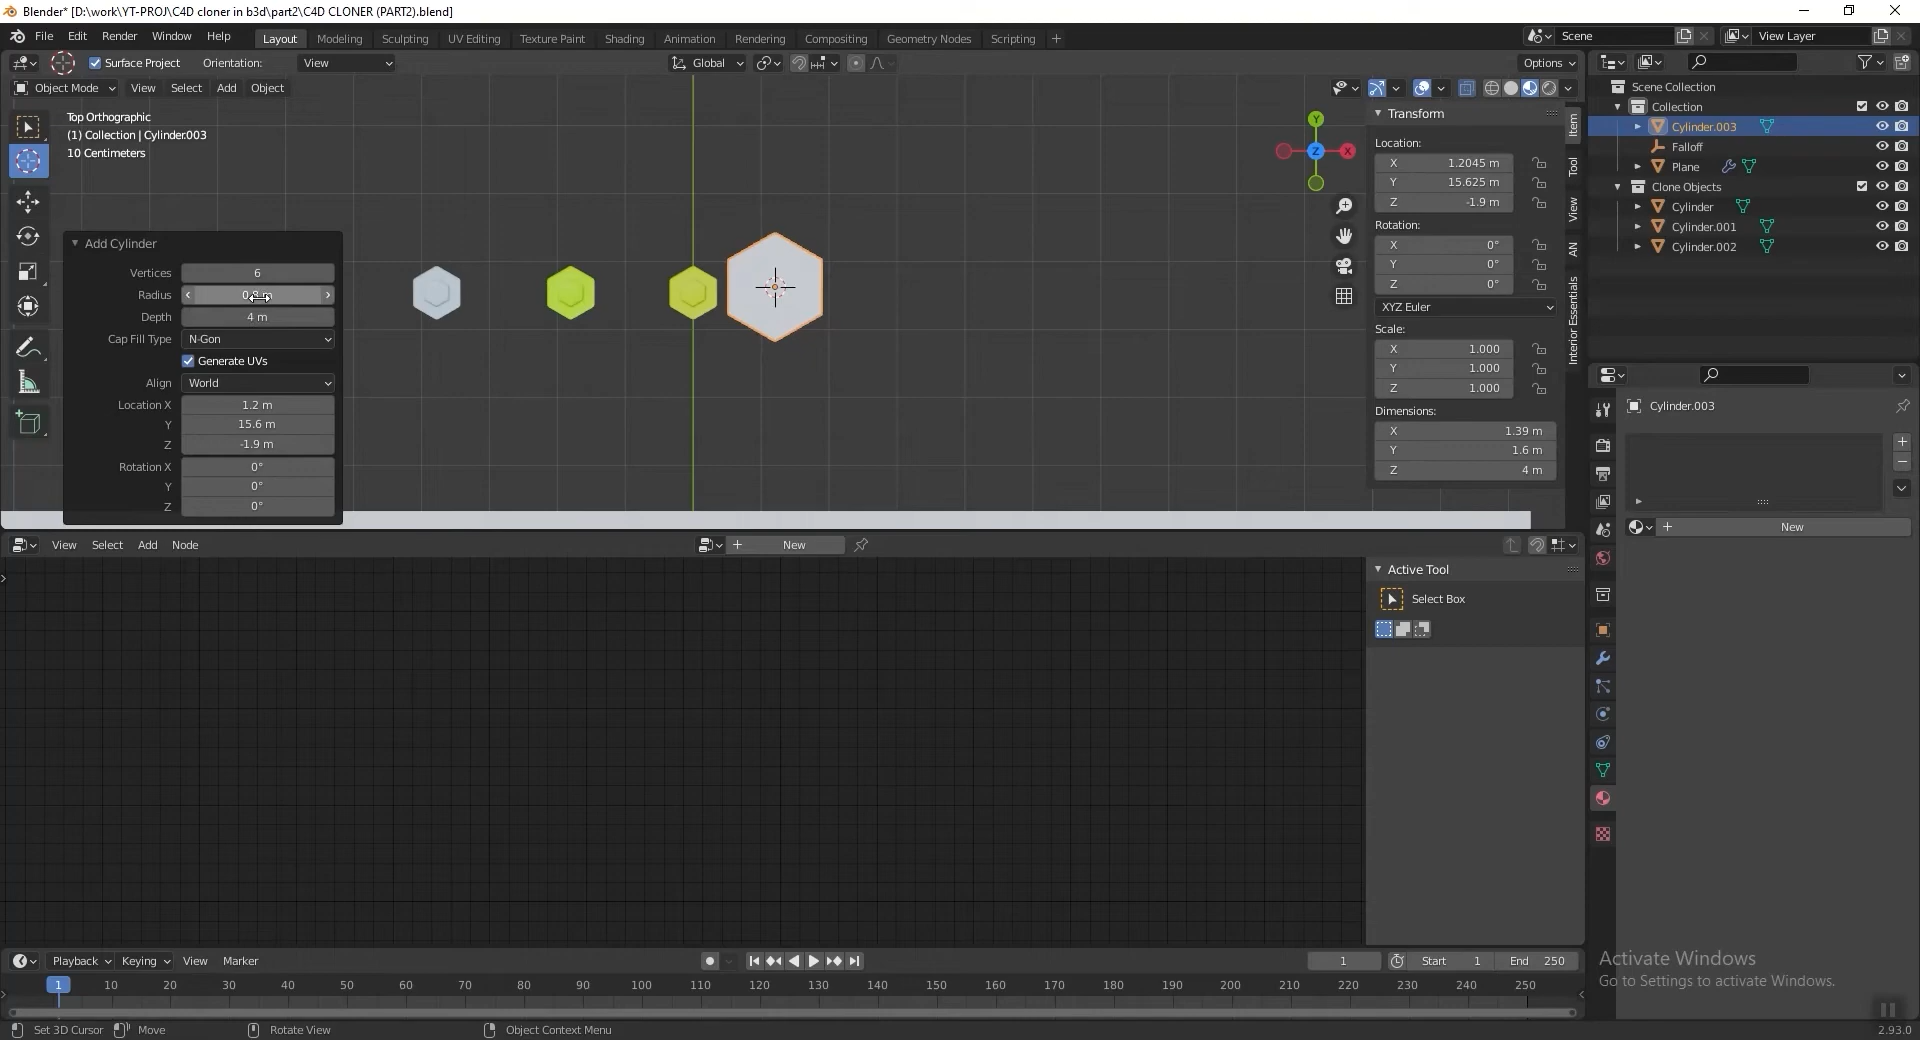 Blender* [D:\work\YT-PROJ\C4D cloner in b3d\part2\C4D CLONER (PART2).blend]
File Edit Render Window Help Layout Modeling Sculpting UV Editing Texture Paint Shading Animation Rendering Compositing Geometry Nodes Scripting + Scene View Layer
Surface Project Orientation: View Global Options
Object Mode View Select Add Object
Top Orthographic
(1) Collection | Cylinder.003
10 Centimeters
Y
Z
X
Add Cylinder
Vertices 6
Radius
Depth 4 m
Cap Fill Type N-Gon
Generate UVs
Align World
Location X 1.2 m
Y 15.6 m
Z -1.9 m
Rotation X 0°
Y 0°
Z 0°
Transform
Location:
X 1.2045 m
Y 15.625 m
Z -1.9 m
Rotation:
X 0°
Y 0°
Z 0°
XYZ Euler
Scale:
X 1.000
Y 1.000
Z 1.000
Dimensions:
X 1.39 m
Y 1.6 m
Z 4 m
Item
Tool
View
AN
Interior Essentials
Scene Collection
Collection
Cylinder.003
Falloff
Plane
Clone Objects
Cylinder
Cylinder.001
Cylinder.002
Cylinder.003
New
View Select Add Node New
Active Tool
Select Box
Playback Keying View Marker 1 Start 1 End 250
1 10 20 30 40 50 60 70 80 90 100 110 120 130 140 150 160 170 180 190 200 210 220 230 240 250
Activate Windows
Go to Settings to activate Windows.
Set 3D Cursor Move Rotate View Object Context Menu 2.93.0